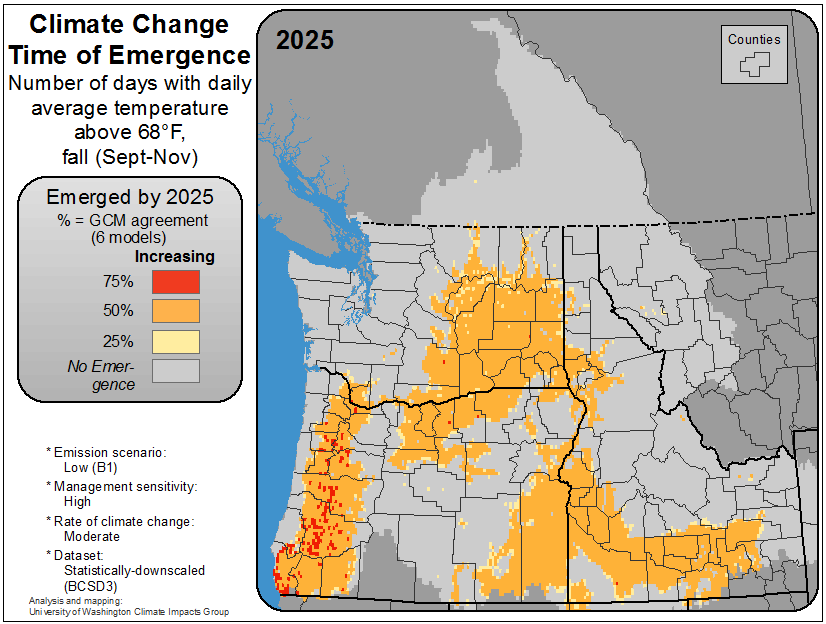 Climate Change
Time of Emergence
Number of days with daily
average temperature
above 68°F,
fall (Sept-Nov)
Emerged by 2025
% = GCM agreement
(6 models)
Increasing
75%
50%
25%
No Emer-
gence
* Emission scenario:
Low (B1)
* Management sensitivity:
High
* Rate of climate change:
Moderate
* Dataset:
Statistically-downscaled
(BCSD3)
Analysis and mapping:
University of Washington Climate Impacts Group
2025
Counties